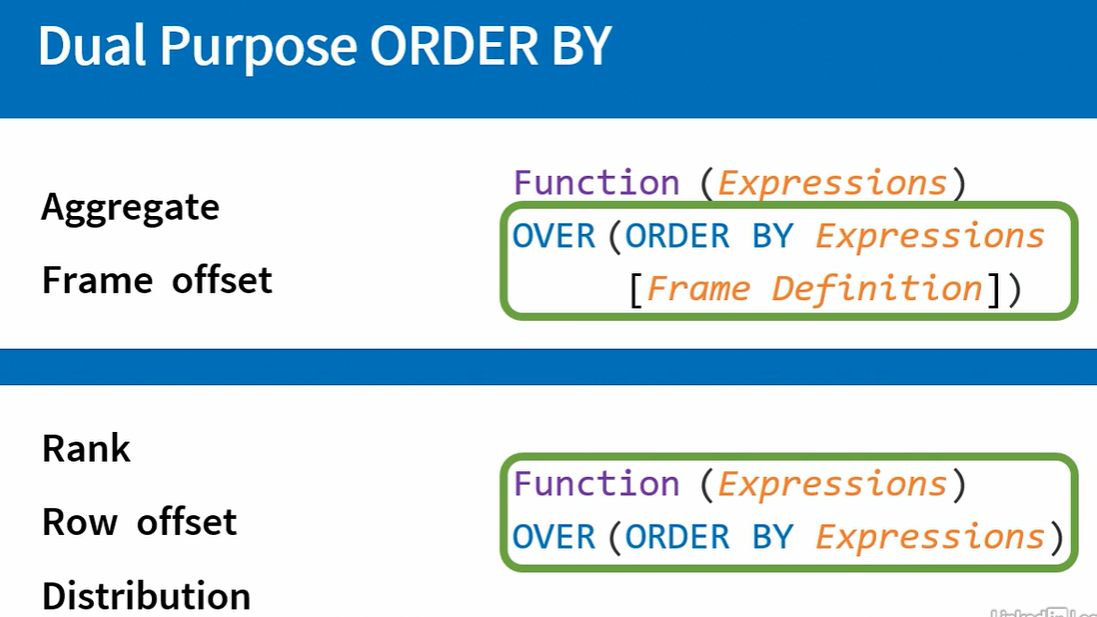 Dual Purpose ORDER BY
Aggregate
Frame offset
Function (Expressions)
OVER (ORDER BY Expressions
[Frame Definition])
Rank
Row offset
Distribution
Function (Expressions)
OVER (ORDER BY Expressions)